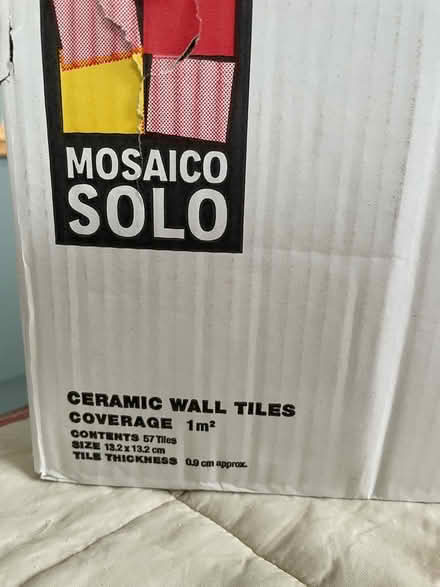 MOSAICO
SOLO
CERAMIC WALL TILES
COVERAGE 1m²
CONTENTS 57 Tiles
SIZE 13.2 x 13.2 cm
TILE THICKNESS 0.9 cm approx.